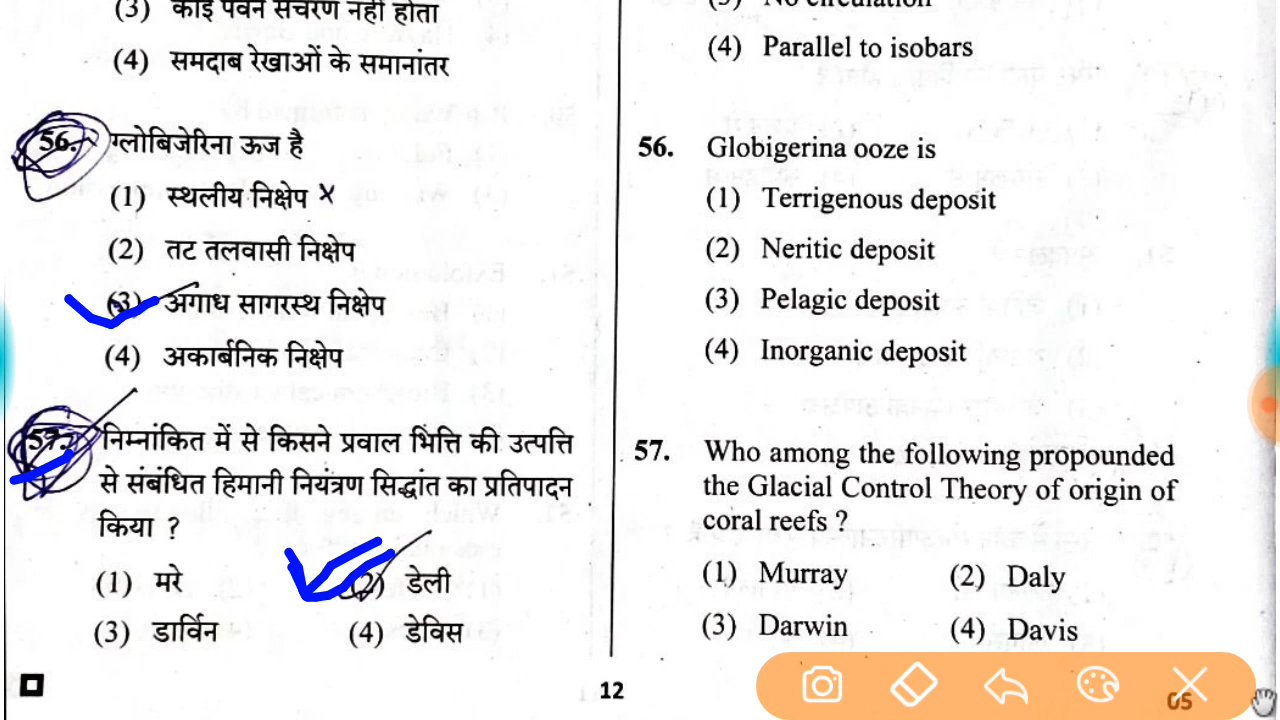 (3) कोई पवन संचरण नहीं होता
(4) समदाब रेखाओं के समानांतर
56. ग्लोबिजेरिना ऊज है
(1) स्थलीय निक्षेप ×
(2) तट तलवासी निक्षेप
(3) अगाध सागरस्थ निक्षेप
(4) अकार्बनिक निक्षेप
57. निम्नांकित में से किसने प्रवाल भित्ति की उत्पत्ति
से संबंधित हिमानी नियंत्रण सिद्धांत का प्रतिपादन
किया ?
(1) मरे (2) डेली
(3) डार्विन (4) डेविस
(3) No circulation
(4) Parallel to isobars
56. Globigerina ooze is
(1) Terrigenous deposit
(2) Neritic deposit
(3) Pelagic deposit
(4) Inorganic deposit
57. Who among the following propounded
the Glacial Control Theory of origin of
coral reefs ?
(1) Murray (2) Daly
(3) Darwin (4) Davis
12